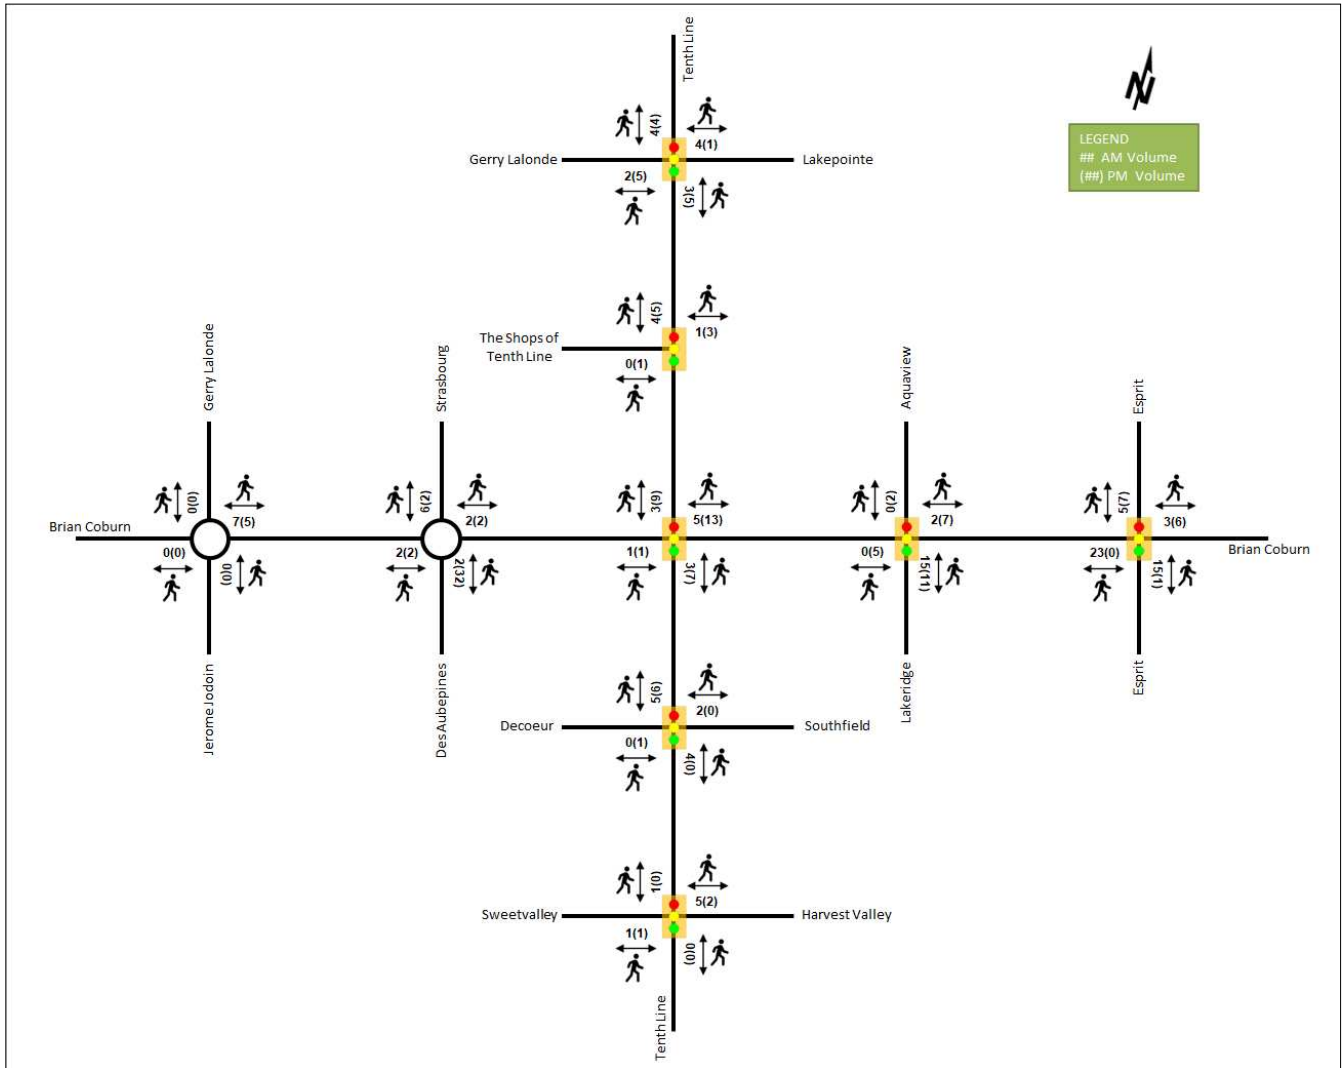 Tenth Line
LEGEND
## AM Volume
(##) PM Volume
4(4)
4(1)
Gerry Lalonde
Lakepointe
2(5)
3(5)
4(5)
1(3)
The Shops of
Tenth Line
0(1)
Gerry Lalonde
Strasbourg
Aquaview
Esprit
0(0)
7(5)
6(2)
2(2)
3(9)
5(13)
0(2)
2(7)
5(7)
3(6)
Brian Coburn
Brian Coburn
0(0)
0(0)
2(2)
2(32)
1(1)
3(7)
0(5)
15(11)
23(0)
15(1)
Jerome Jodoin
Des Aubepines
Lakeridge
Esprit
5(6)
2(0)
Decoeur
Southfield
0(1)
4(0)
1(0)
5(2)
Sweetvalley
Harvest Valley
1(1)
0(0)
Tenth Line